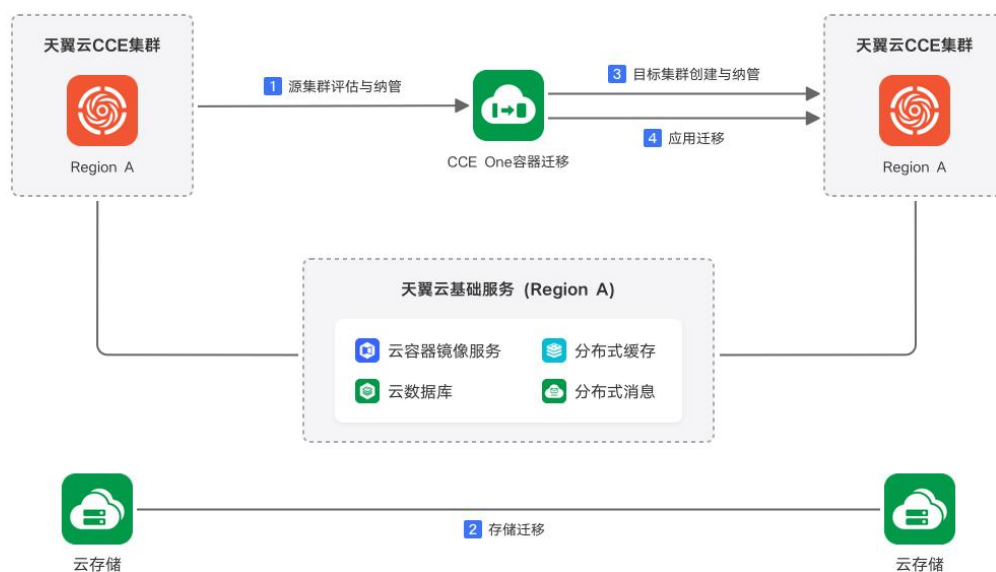 天翼云CCE集群
Region A
1 源集群评估与纳管
CCE One容器迁移
3 目标集群创建与纳管
4 应用迁移
天翼云CCE集群
Region A
天翼云基础服务 (Region A)
云容器镜像服务
分布式缓存
云数据库
分布式消息
云存储
2 存储迁移
云存储